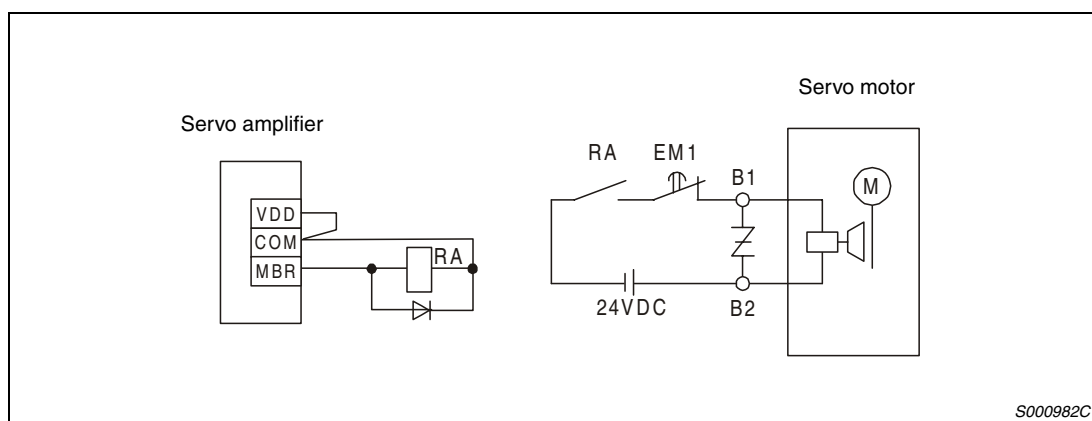 Servo motor
Servo amplifier
RA
EM1
B1
M
VDD
COM
RA
MBR
24VDC
B2
S000982C